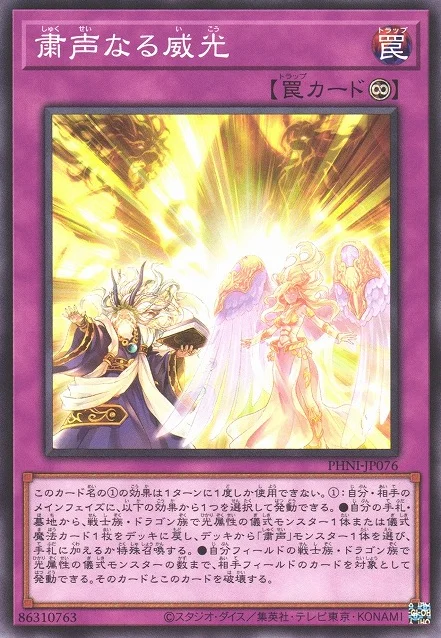 粛声なる威光
罠
トラップ
【罠カード】
PHNI-JP076
このカード名の①の効果は1ターンに1度しか使用できない。①:自分・相手の
メインフェイズに、以下の効果から1つを選択して発動できる。●自分の手札・
墓地から、戦士族・ドラゴン族で光属性の儀式モンスター1体または儀式
魔法カード1枚をデッキに戻し、デッキから「粛声」モンスター1体を選び、
手札に加えるか特殊召喚する。●自分フィールドの戦士族・ドラゴン族で
光属性の儀式モンスターの数まで、相手フィールドのカードを対象として
発動できる。そのカードとこのカードを破壊する。
86310763
©スタジオ・ダイス/集英社・テレビ東京・KONAMI